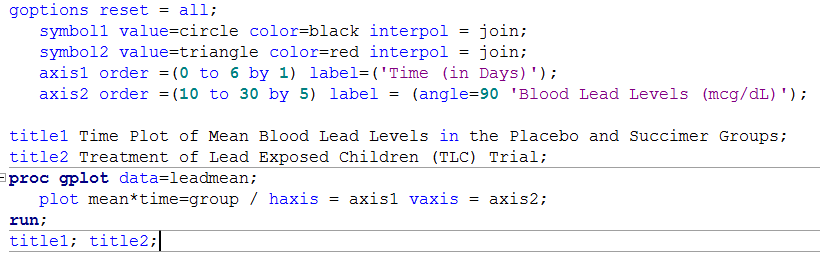 goptions reset = all;
symbol1 value=circle color=black interpol = join;
symbol2 value=triangle color=red interpol = join;
axis1 order =(0 to 6 by 1) label=('Time (in Days)');
axis2 order =(10 to 30 by 5) label = (angle=90 'Blood Lead Levels (mcg/dL)');
title1 Time Plot of Mean Blood Lead Levels in the Placebo and Succimer Groups;
title2 Treatment of Lead Exposed Children (TLC) Trial;
proc gplot data=leadmean;
plot mean*time=group / haxis = axis1 vaxis = axis2;
run;
title1; title2;